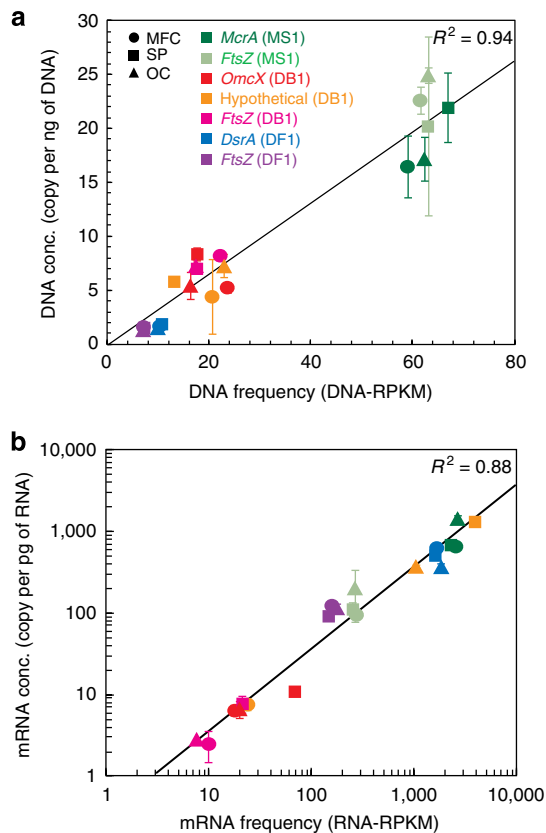 a
MFC
SP
OC
McrA (MS1)
FtsZ (MS1)
OmcX (DB1)
Hypothetical (DB1)
FtsZ (DB1)
DsrA (DF1)
FtsZ (DF1)
R² = 0.94
DNA conc. (copy per ng of DNA)
30
25
20
15
10
5
0
0 20 40 60 80
DNA frequency (DNA-RPKM)
b
R² = 0.88
mRNA conc. (copy per pg of RNA)
10,000
1,000
100
10
1
1 10 100 1,000 10,000
mRNA frequency (RNA-RPKM)